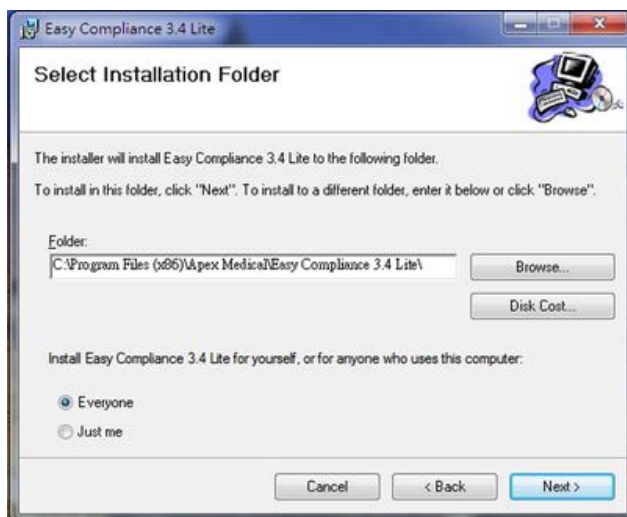 Easy Compliance 3.4 Lite
Select Installation Folder
The installer will install Easy Compliance 3.4 Lite to the following folder.
To install in this folder, click "Next". To install to a different folder, enter it below or click "Browse".
Folder:
C:\Program Files (x86)\Apex Medical\Easy Compliance 3.4 Lite\
Browse...
Disk Cost...
Install Easy Compliance 3.4 Lite for yourself, or for anyone who uses this computer:
Everyone
Just me
Cancel
< Back
Next >